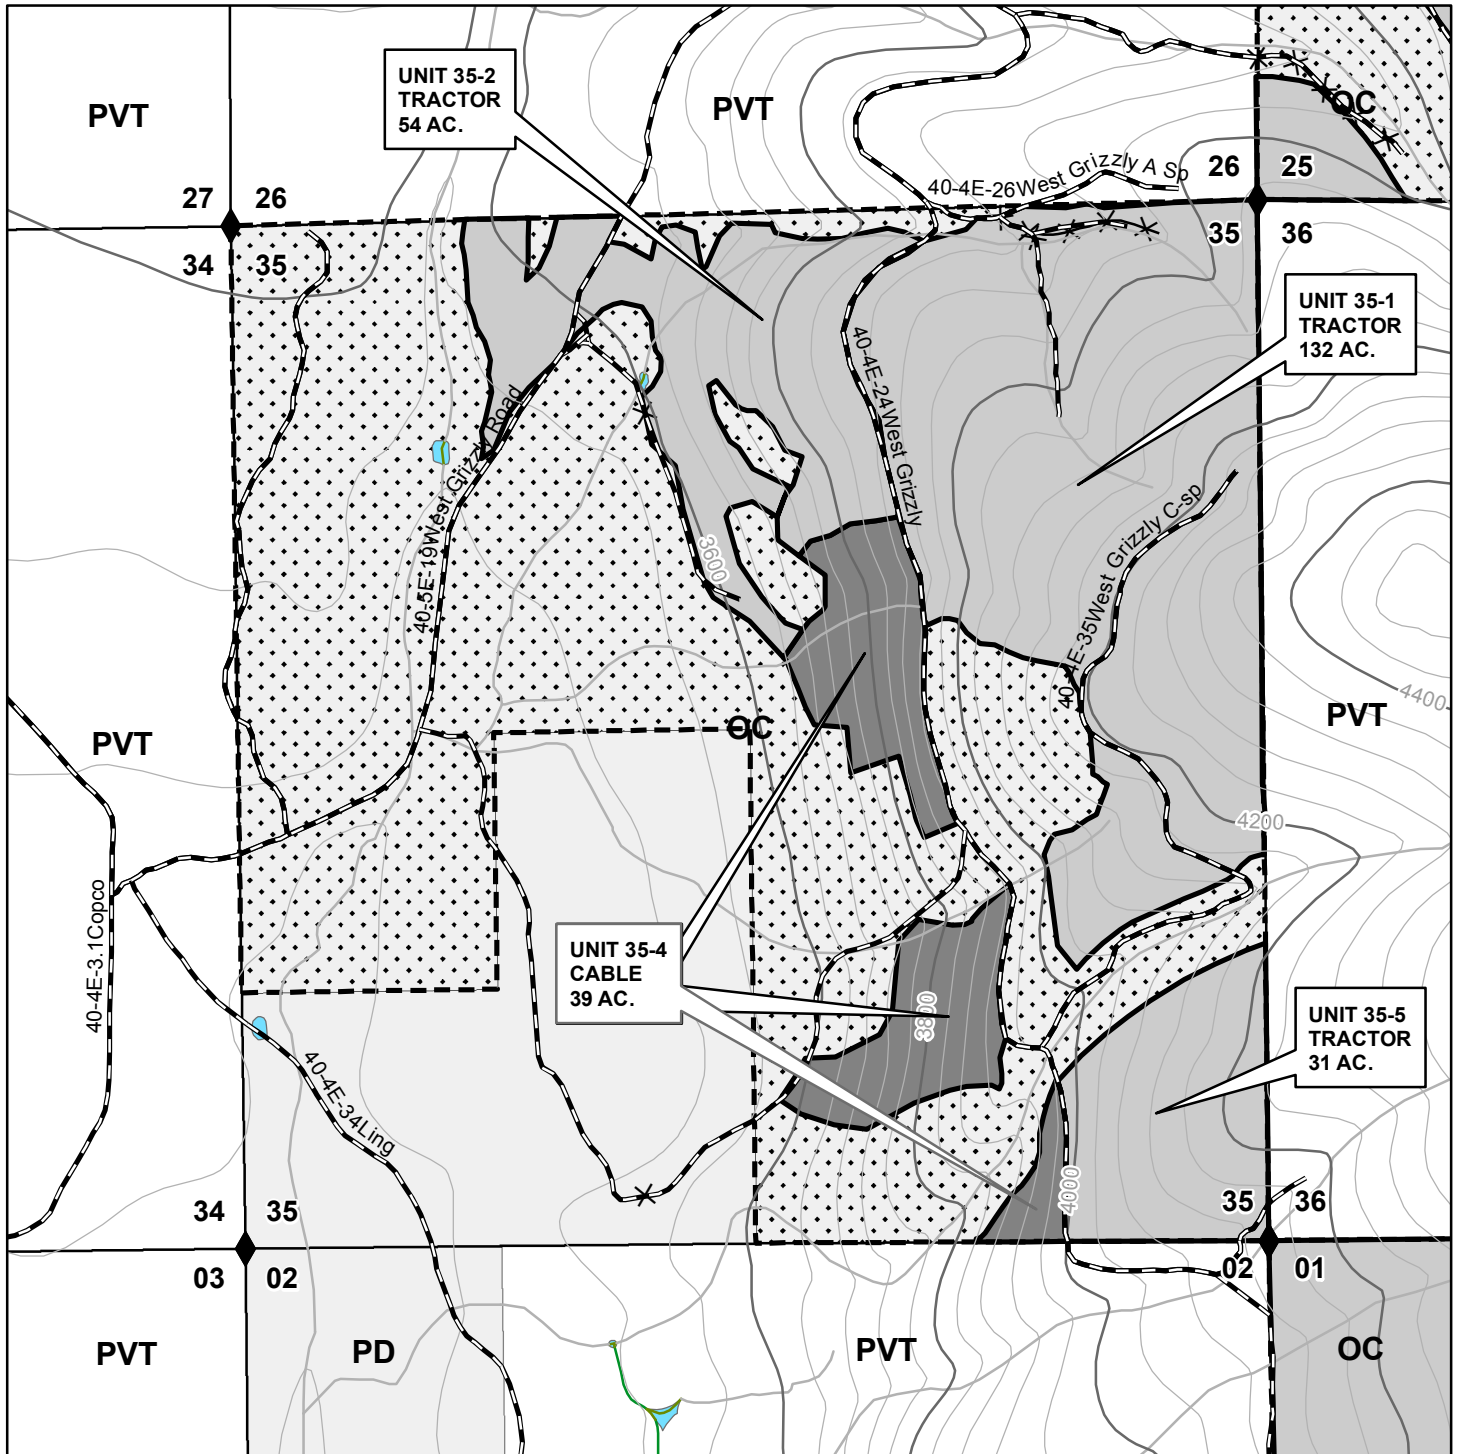 UNIT 35-2
TRACTOR
54 AC.
PVT
PVT
OC
40-4E-26West Grizzly A Sp
27 26
26 25
34 35
35 36
UNIT 35-1
TRACTOR
132 AC.
40-4E-24West Grizzly
40-5E-19West Grizzly Road
40-4E-35West Grizzly C-sp
3600
4400
PVT
OC
PVT
4200
40-4E-3.1Copco
UNIT 35-4
CABLE
39 AC.
3800
UNIT 35-5
TRACTOR
31 AC.
40-4E-34Ling
4000
34 35
35 36
03 02
02 01
PVT
PD
PVT
OC